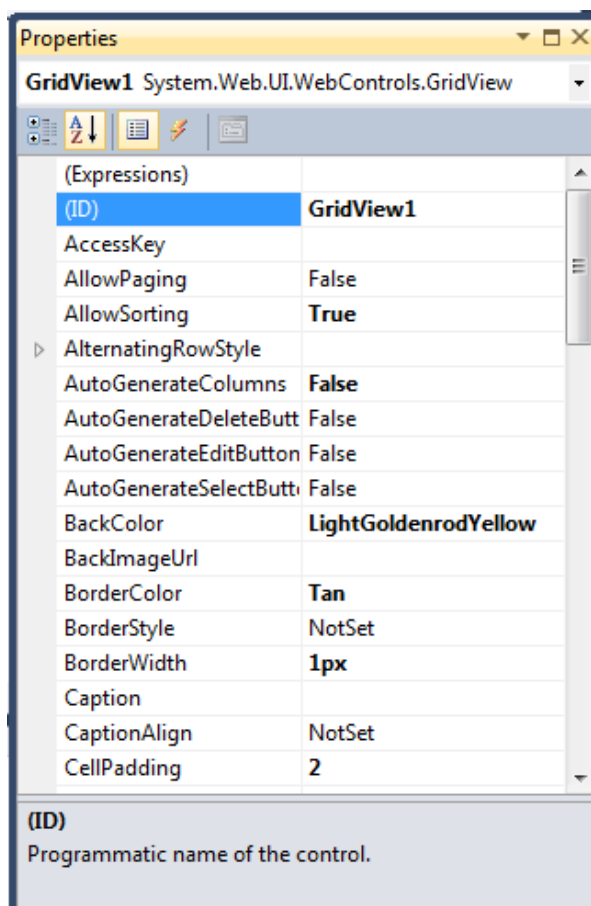 Properties
GridView1 System.Web.UI.WebControls.GridView
A
Z
(Expressions)
(ID) GridView1
AccessKey
AllowPaging False
AllowSorting True
AlternatingRowStyle
AutoGenerateColumns False
AutoGenerateDeleteButt False
AutoGenerateEditButton False
AutoGenerateSelectButt False
BackColor LightGoldenrodYellow
BackImageUrl
BorderColor Tan
BorderStyle NotSet
BorderWidth 1px
Caption
CaptionAlign NotSet
CellPadding 2
(ID)
Programmatic name of the control.